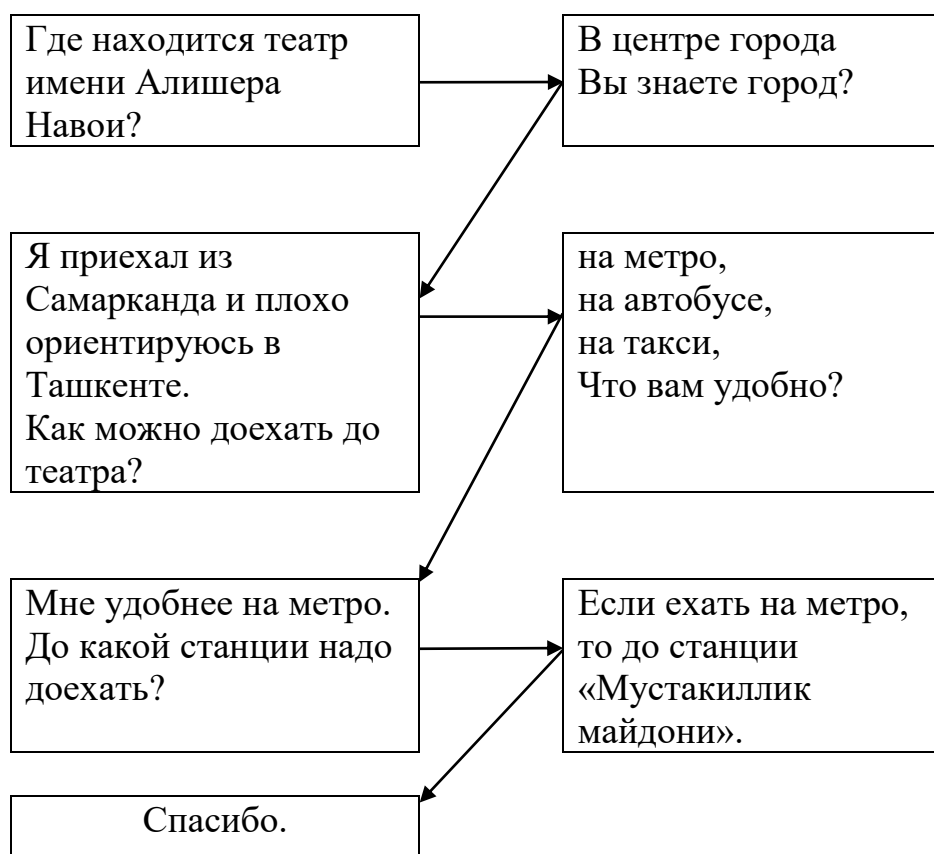 Где находится театр
имени Алишера
Навои?
В центре города
Вы знаете город?
Я приехал из
Самарканда и плохо
ориентируюсь в
Ташкенте.
Как можно доехать до
театра?
на метро,
на автобусе,
на такси,
Что вам удобно?
Мне удобнее на метро.
До какой станции надо
доехать?
Если ехать на метро,
то до станции
«Мустакиллик
майдони».
Спасибо.